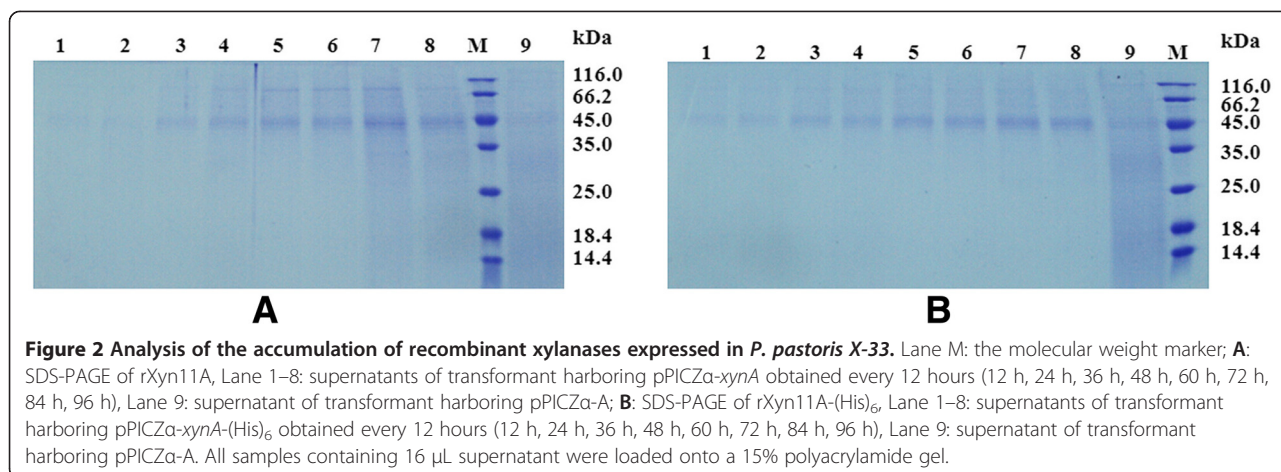 1 2 3 4 5 6 7 8 M 9 kDa
116.0
66.2
45.0
35.0
25.0
18.4
14.4
A
1 2 3 4 5 6 7 8 9 M kDa
116.0
66.2
45.0
35.0
25.0
18.4
14.4
B
Figure 2 Analysis of the accumulation of recombinant xylanases expressed in P. pastoris X-33. Lane M: the molecular weight marker; A:
SDS-PAGE of rXyn11A, Lane 1–8: supernatants of transformant harboring pPICZα-xynA obtained every 12 hours (12 h, 24 h, 36 h, 48 h, 60 h, 72 h,
84 h, 96 h), Lane 9: supernatant of transformant harboring pPICZα-A; B: SDS-PAGE of rXyn11A-(His)₆, Lane 1–8: supernatants of transformant
harboring pPICZα-xynA-(His)₆ obtained every 12 hours (12 h, 24 h, 36 h, 48 h, 60 h, 72 h, 84 h, 96 h), Lane 9: supernatant of transformant
harboring pPICZα-A. All samples containing 16 μL supernatant were loaded onto a 15% polyacrylamide gel.